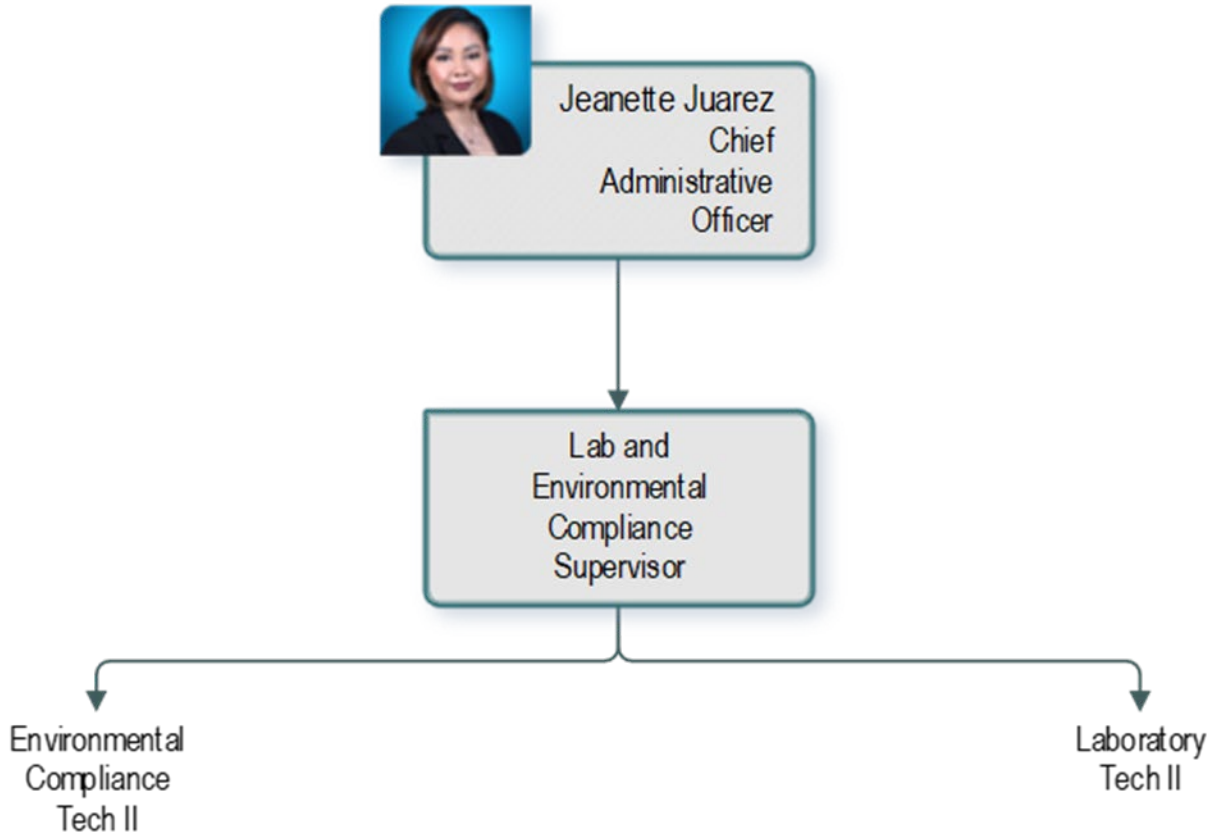 Jeanette Juarez
Chief
Administrative
Officer
Lab and
Environmental
Compliance
Supervisor
Environmental
Compliance
Tech II
Laboratory
Tech II